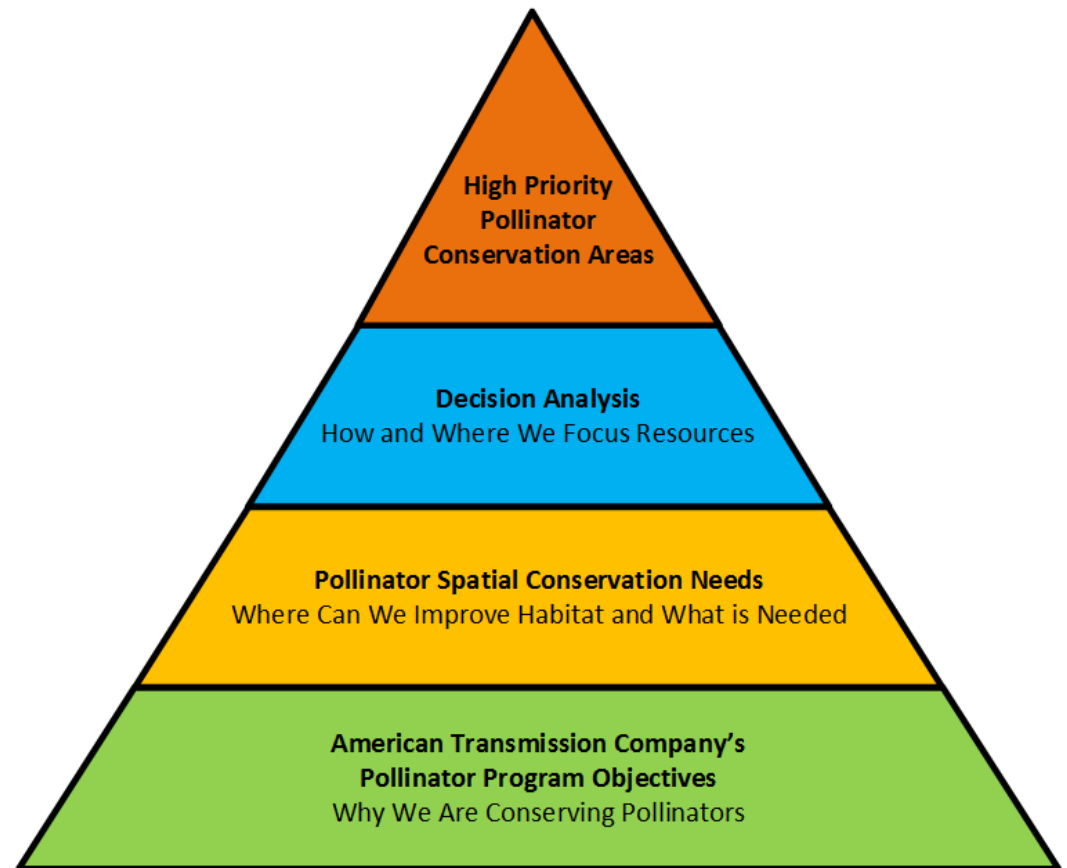 High Priority
Pollinator
Conservation Areas
Decision Analysis
How and Where We Focus Resources
Pollinator Spatial Conservation Needs
Where Can We Improve Habitat and What is Needed
American Transmission Company’s
Pollinator Program Objectives
Why We Are Conserving Pollinators